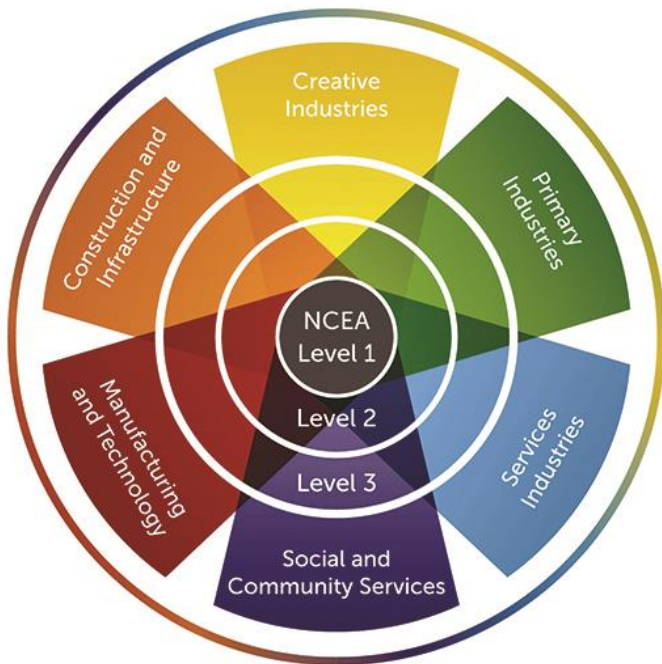 Creative
Industries
Construction and
Infrastructure
Primary
Industries
NCEA
Level 1
Level 2
Level 3
Manufacturing
and Technology
Services
Industries
Social and
Community Services